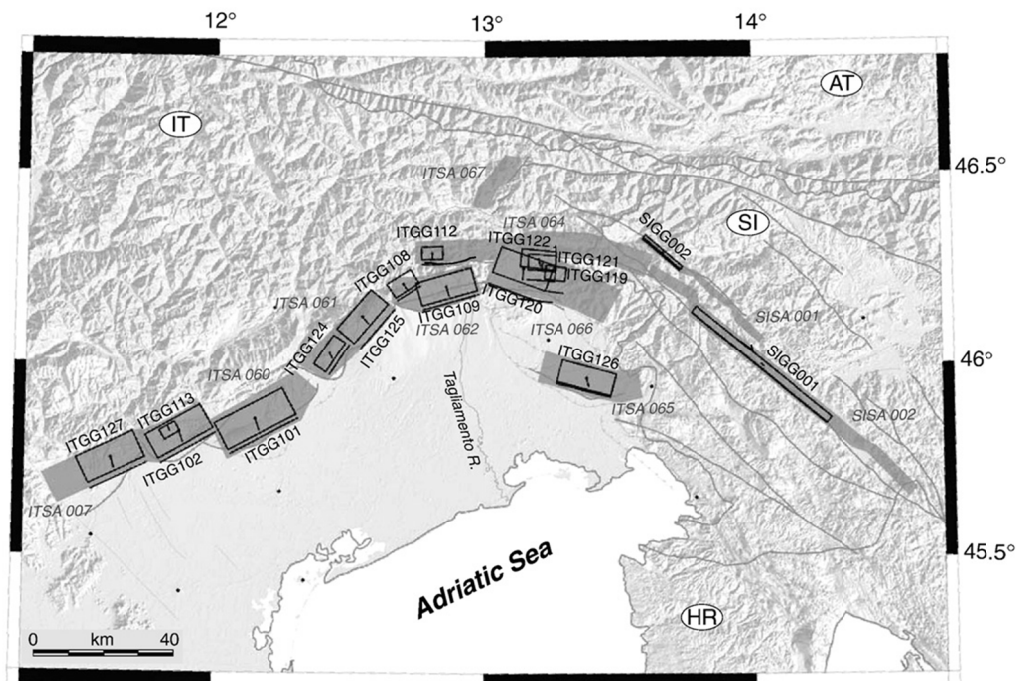 12°
13°
14°
AT
IT
46.5°
ITSA 067
SI
ITSA 064
SIGG002
ITGG112
ITGG122
ITGG121
ITGG108
ITGG119
ITSA 061
ITGG120
ITGG109
SISA 001
ITGG124
ITGG125
ITSA 062
ITSA 066
SIGG001
46°
ITGG126
ITSA 060
Tagliamento R.
ITSA 065
SISA 002
ITGG113
ITGG127
ITGG101
ITGG102
ITSA 007
45.5°
Adriatic Sea
HR
0 km 40